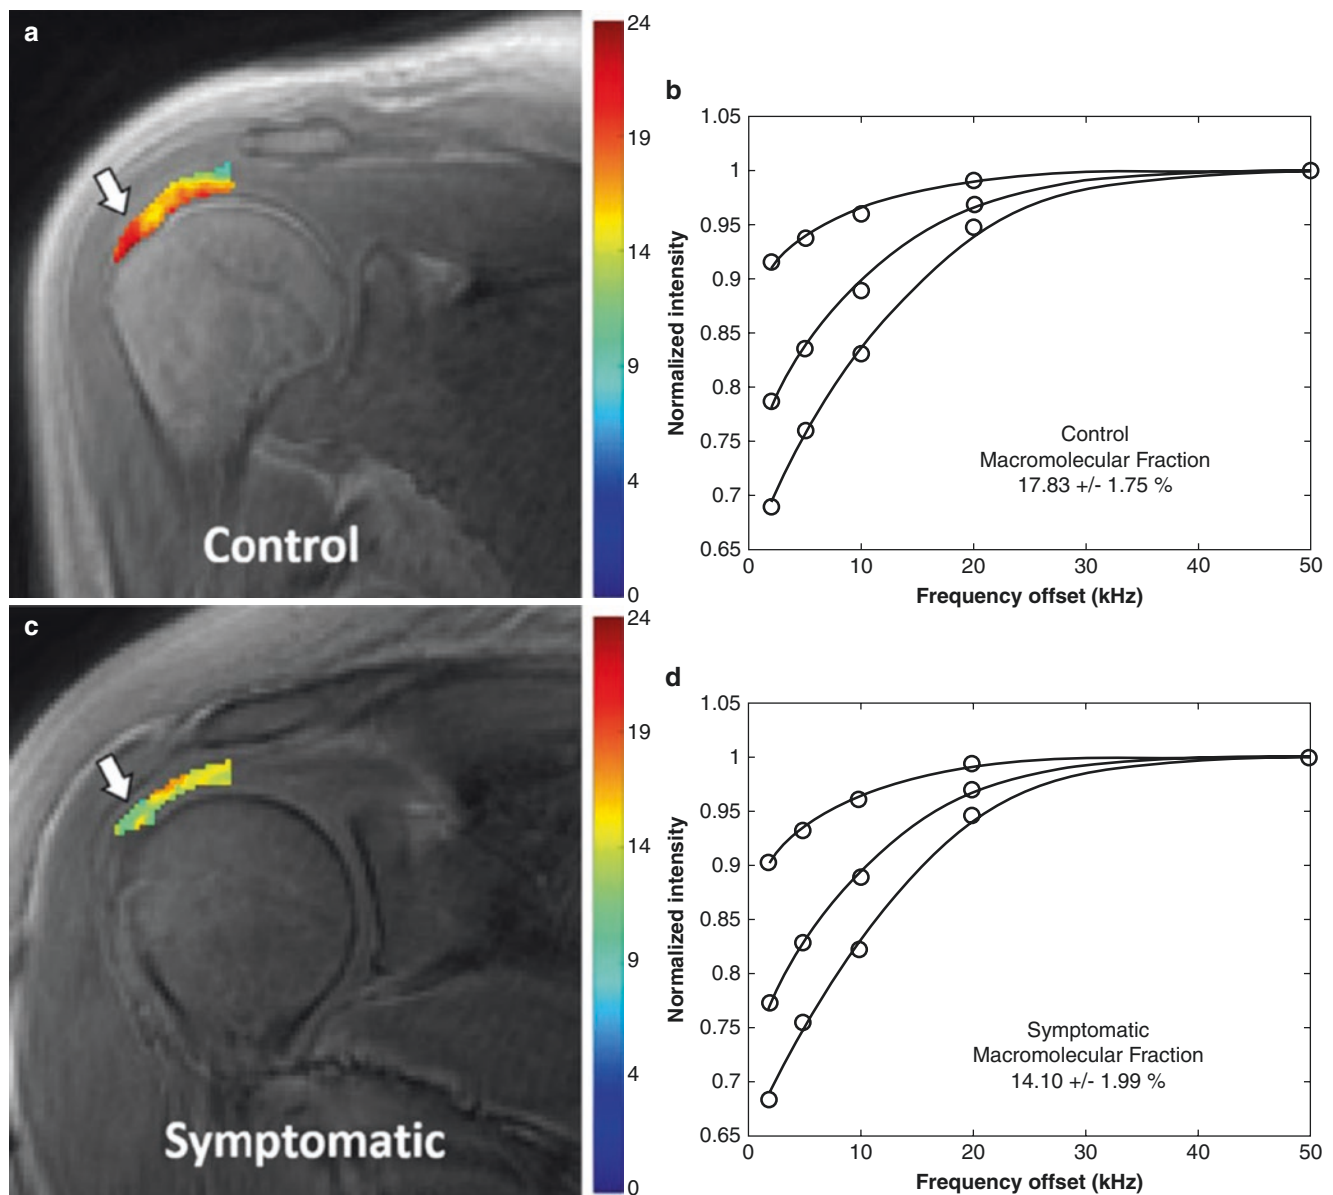 a
24
19
14
9
4
0
Control
b
1.05
1
0.95
0.9
0.85
0.8
0.75
0.7
0.65
Normalized intensity
Control
Macromolecular Fraction
17.83 +/- 1.75 %
0 10 20 30 40 50
Frequency offset (kHz)
c
24
19
14
9
4
0
Symptomatic
d
1.05
1
0.95
0.9
0.85
0.8
0.75
0.7
0.65
Normalized intensity
Symptomatic
Macromolecular Fraction
14.10 +/- 1.99 %
0 10 20 30 40 50
Frequency offset (kHz)